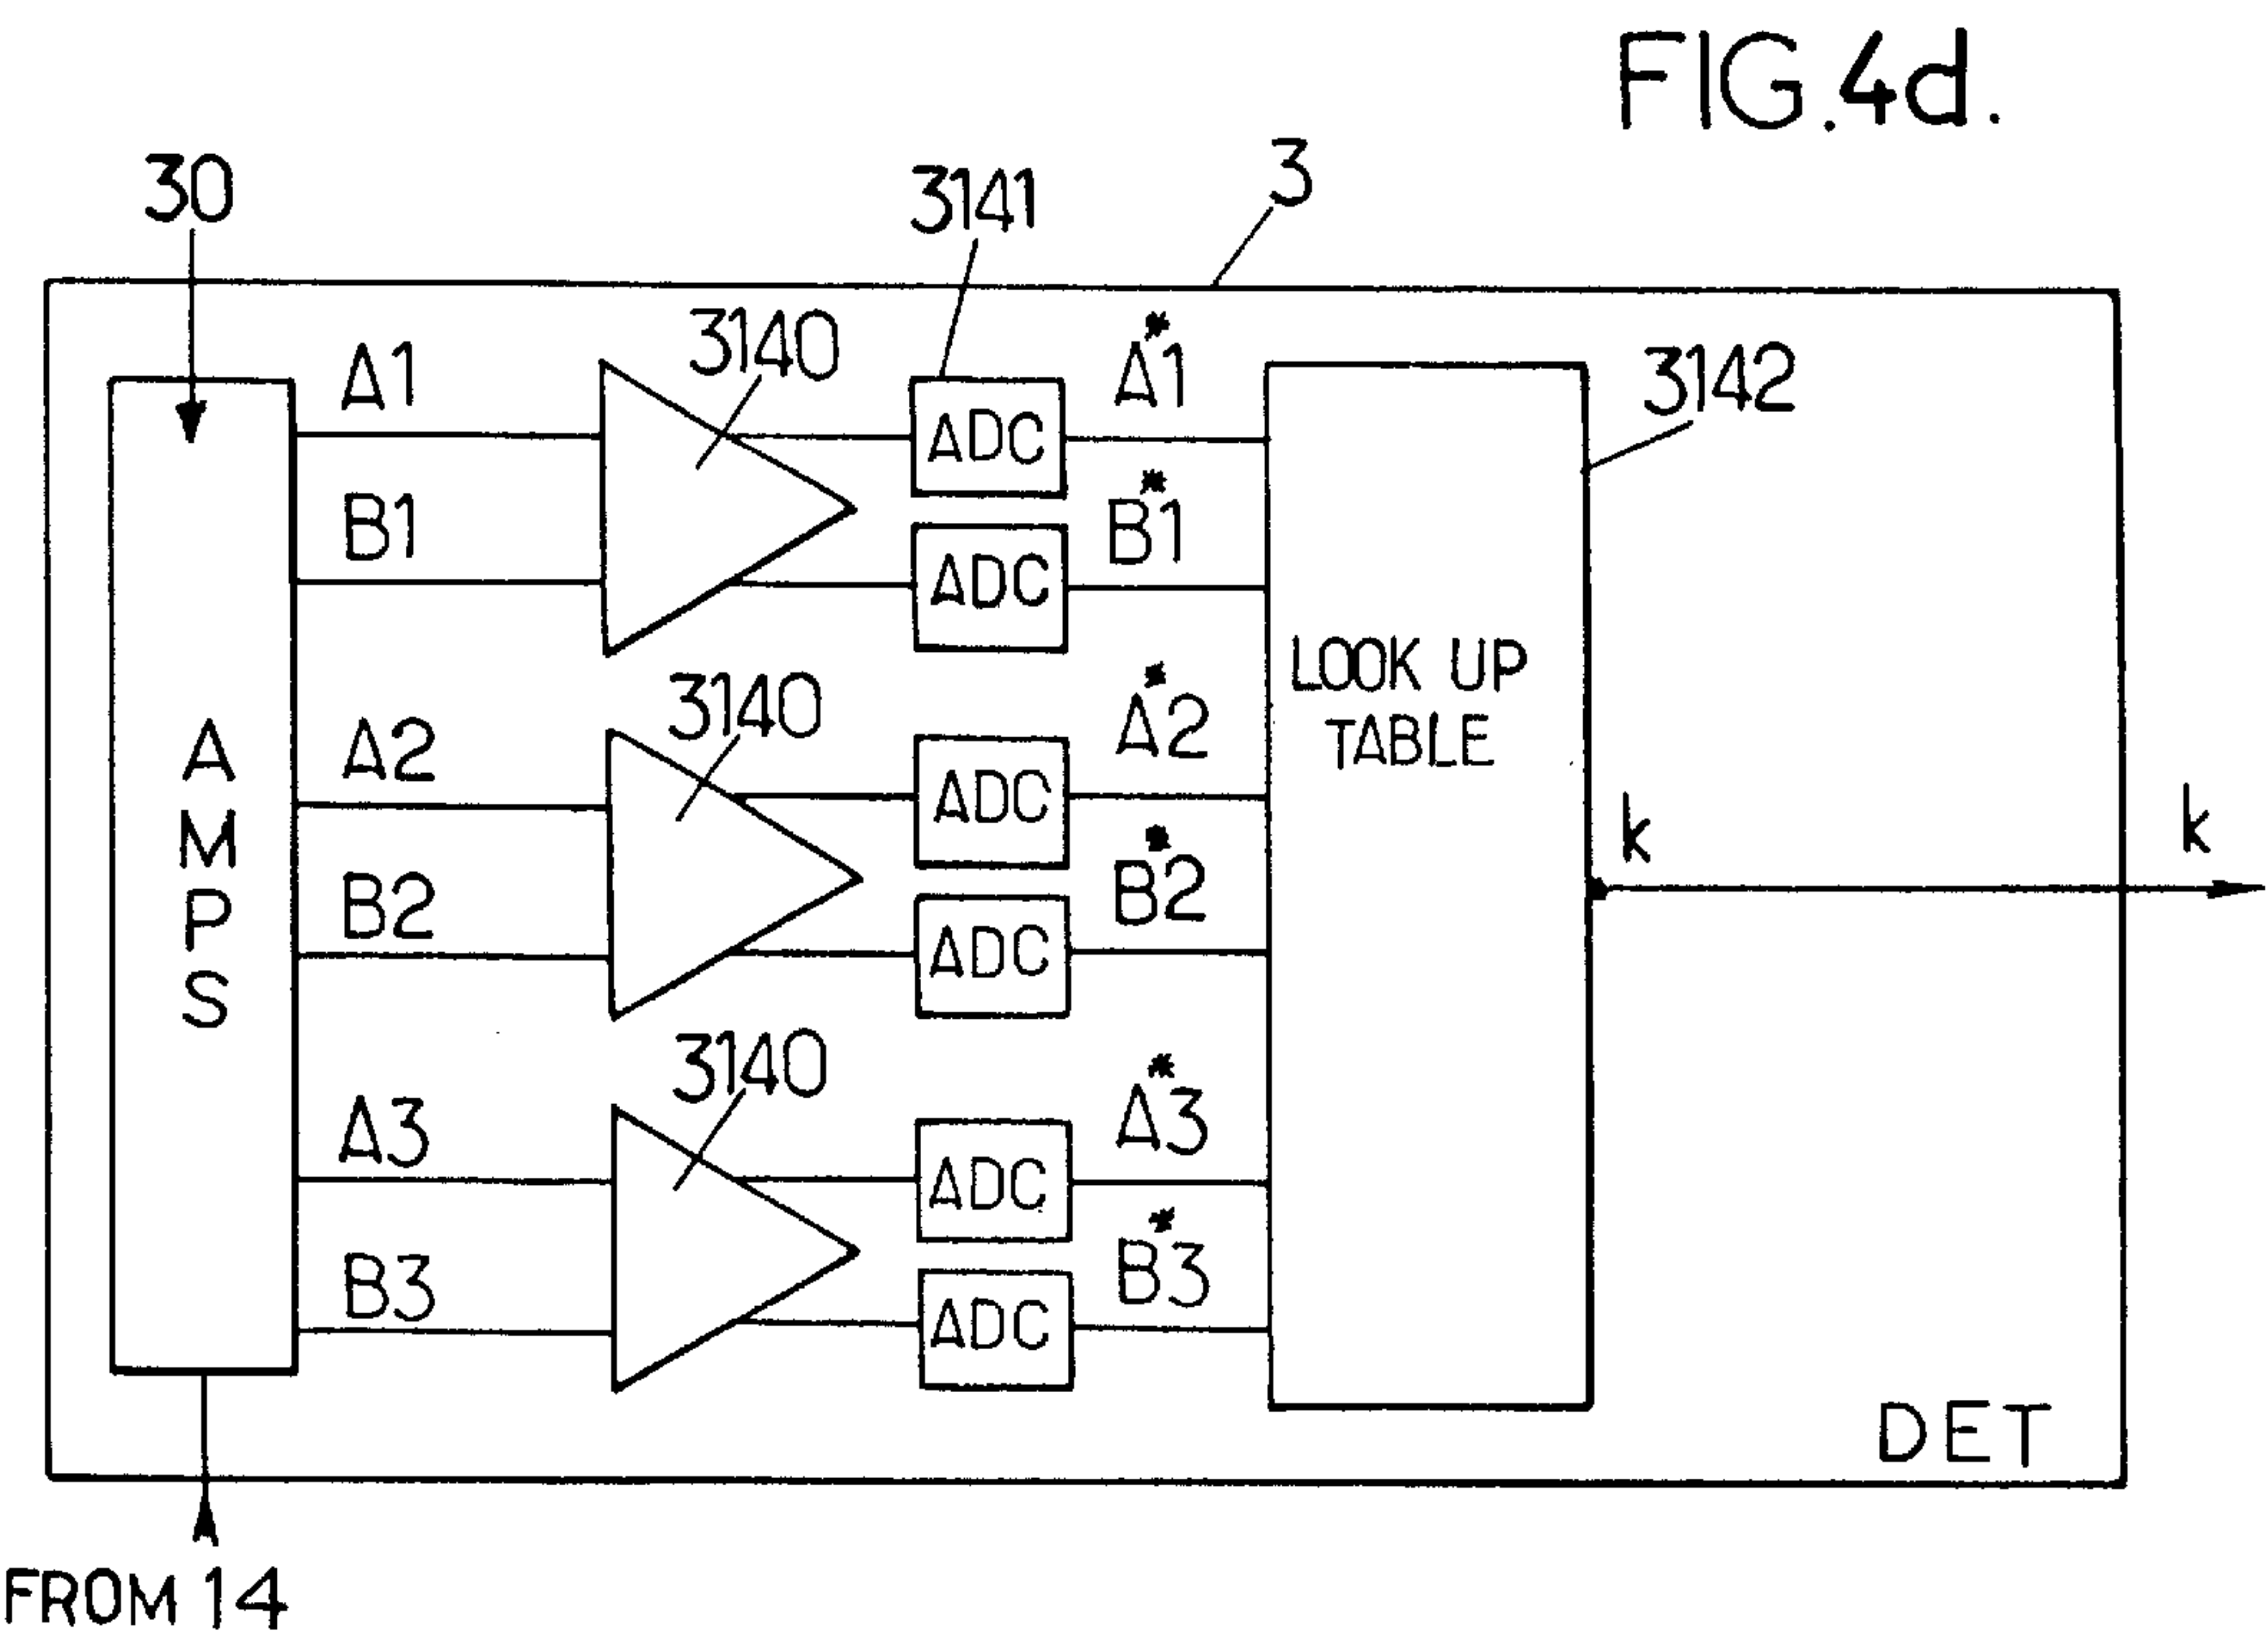 FIG.4d.
30
3141
3
3140
A1
A*1
3142
B1
B*1
ADC
ADC
LOOK UP
TABLE
3140
A2
A*2
AMPS
ADC
k
k
B2
B*2
ADC
3140
A3
A*3
ADC
B3
B*3
ADC
DET
FROM 14